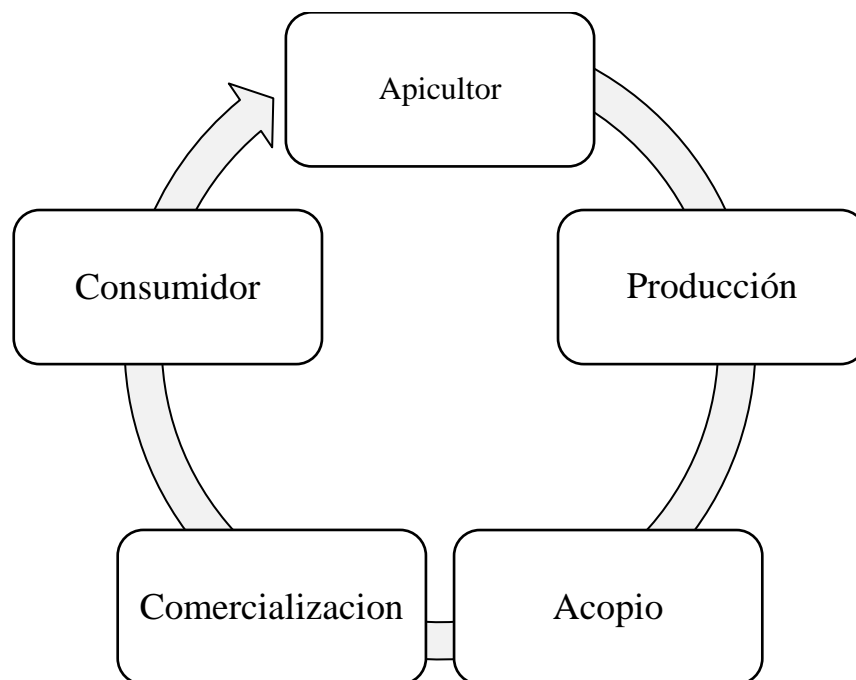 Apicultor
Producción
Acopio
Comercializacion
Consumidor